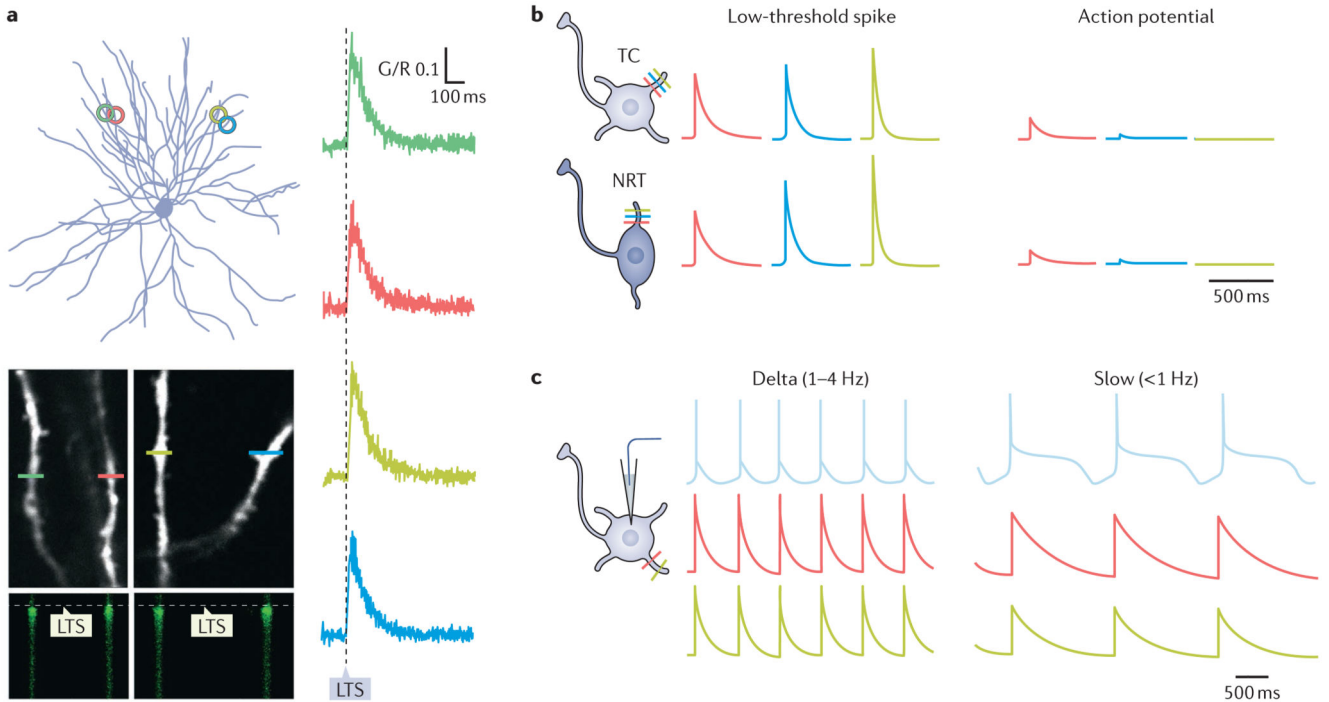 a
G/R 0.1
100 ms
LTS
LTS
LTS
b
Low-threshold spike
Action potential
TC
NRT
500 ms
c
Delta (1–4 Hz)
Slow (<1 Hz)
500 ms